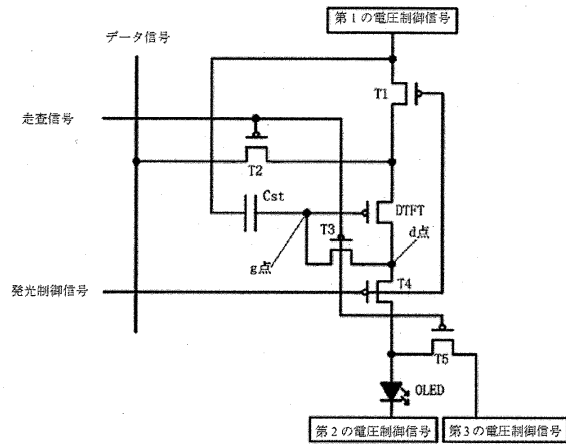 第1の電圧制御信号
データ信号
T1
走査信号
T2
Cst
DTFT
T3
d点
g点
発光制御信号
T4
T5
OLED
第2の電圧制御信号
第3の電圧制御信号